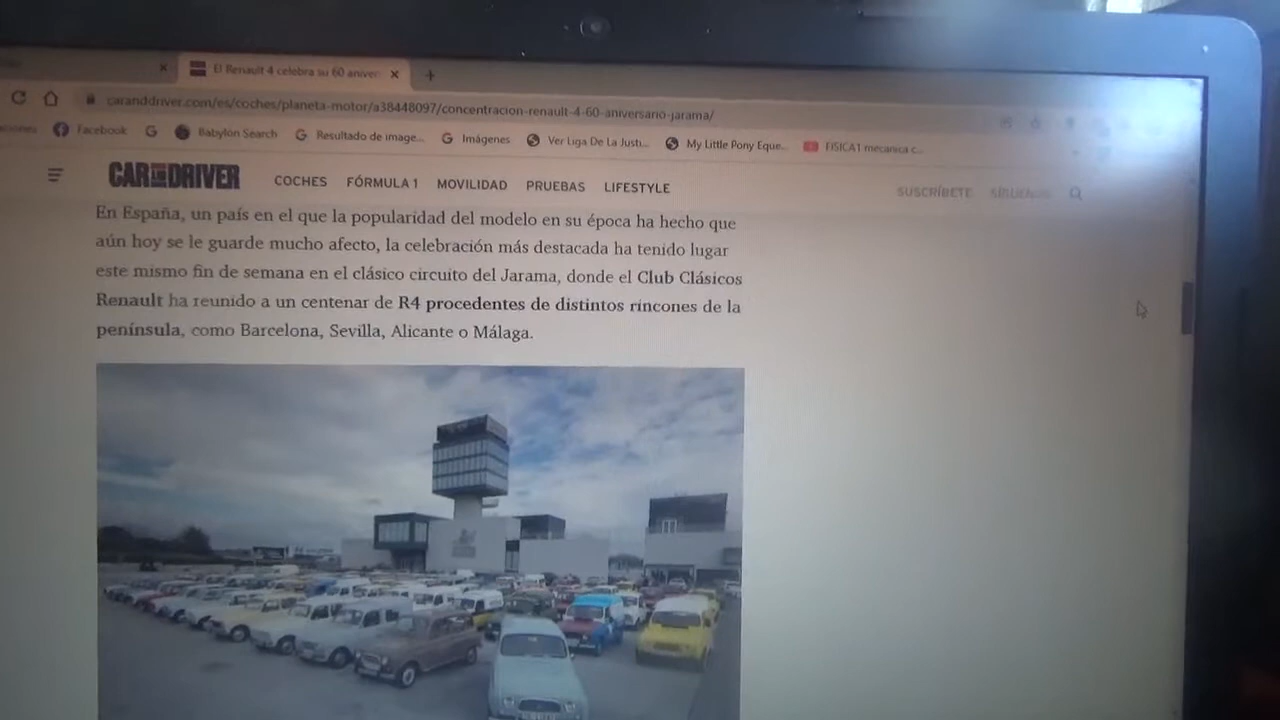 El Renault 4 celebra su 60 aniver
caranddriver.com/es/coches/planeta-motor/a38448097/concentracion-renault-4-60-aniversario-jarama/
Facebook
Babylon Search
Resultado de image...
Imágenes
Ver Liga De La Justi...
My Little Pony Eque...
FISICA1 mecanica c...
CAR AND DRIVER
COCHES
FÓRMULA 1
MOVILIDAD
PRUEBAS
LIFESTYLE
SUSCRÍBETE
SÍGUENOS
En España, un país en el que la popularidad del modelo en su época ha hecho que
aún hoy se le guarde mucho afecto, la celebración más destacada ha tenido lugar
este mismo fin de semana en el clásico circuito del Jarama, donde el Club Clásicos
Renault ha reunido a un centenar de R4 procedentes de distintos rincones de la
península, como Barcelona, Sevilla, Alicante o Málaga.